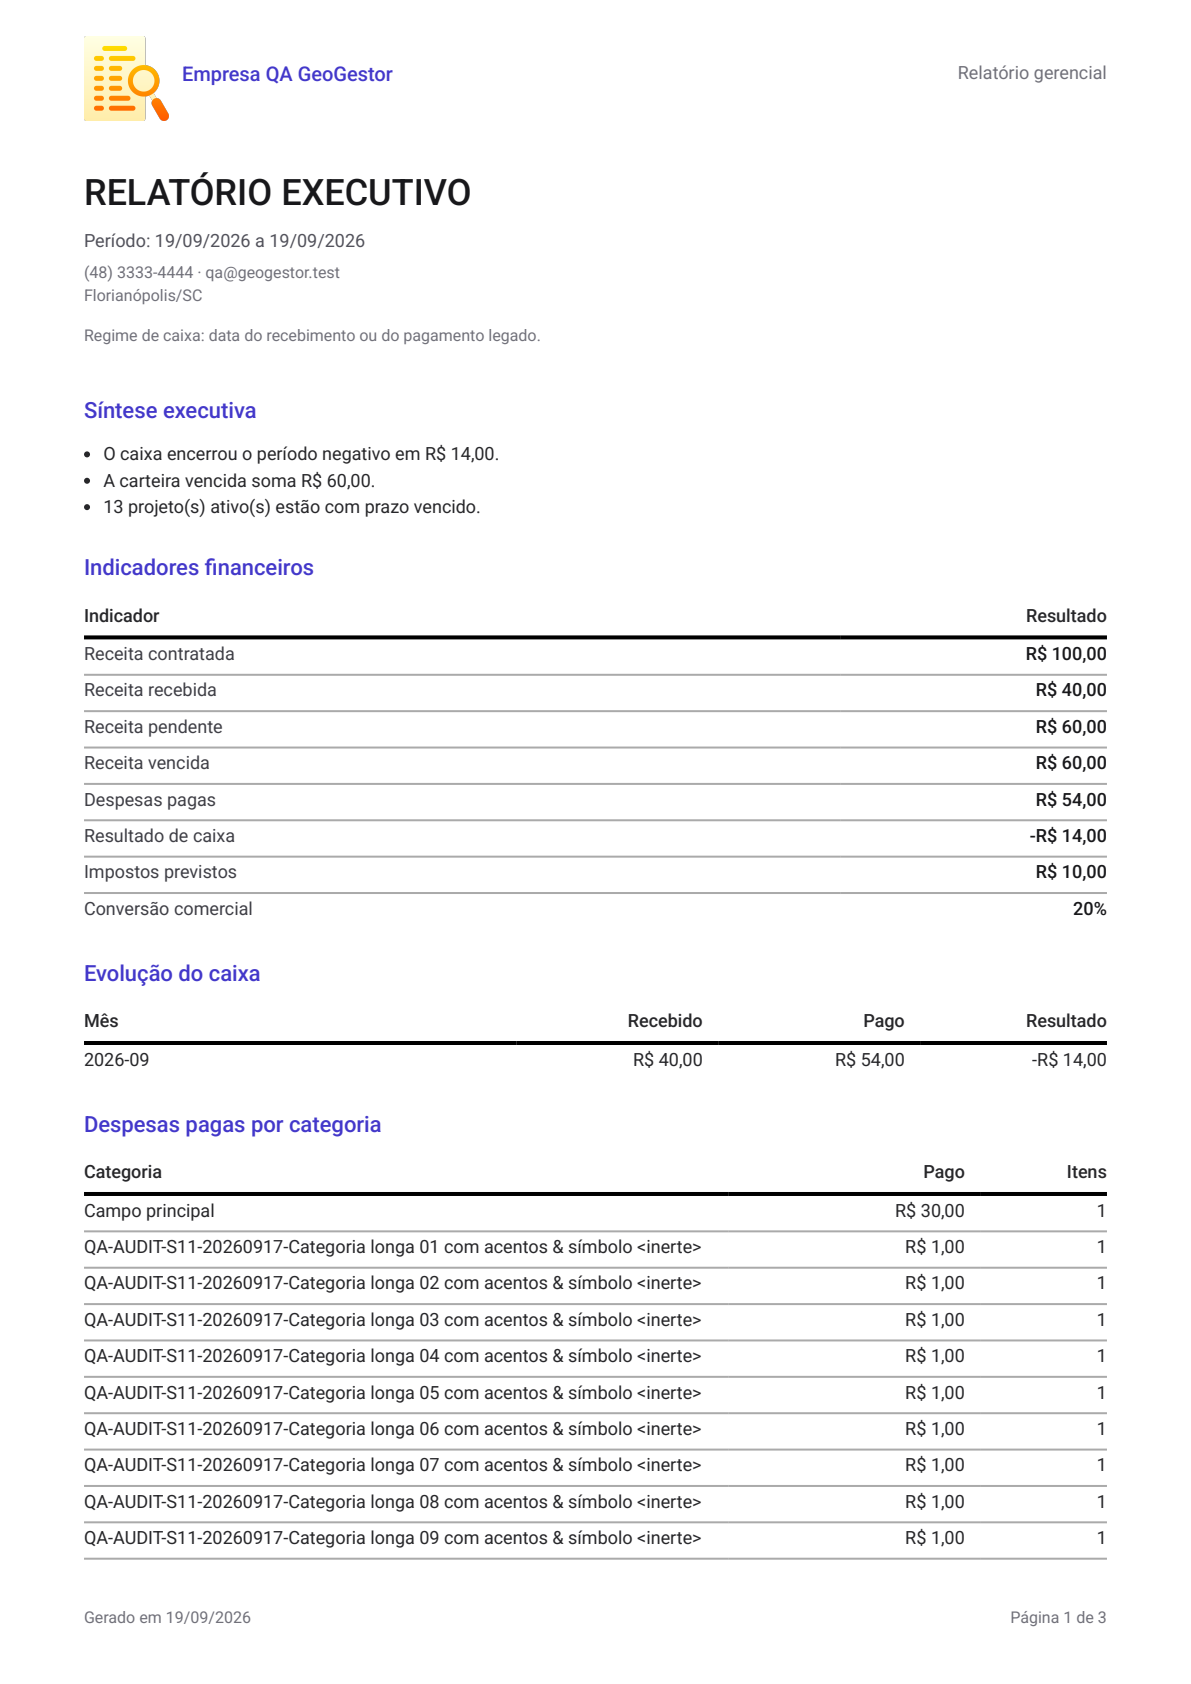 Empresa QA GeoGestor
Relatório gerencial
RELATÓRIO EXECUTIVO
Período: 19/09/2026 a 19/09/2026
(48) 3333-4444 · qa@geogestor.test
Florianópolis/SC
Regime de caixa: data do recebimento ou do pagamento legado.
Síntese executiva
• O caixa encerrou o período negativo em R$ 14,00.
• A carteira vencida soma R$ 60,00.
• 13 projeto(s) ativo(s) estão com prazo vencido.
Indicadores financeiros
Indicador Resultado
Receita contratada R$ 100,00
Receita recebida R$ 40,00
Receita pendente R$ 60,00
Receita vencida R$ 60,00
Despesas pagas R$ 54,00
Resultado de caixa -R$ 14,00
Impostos previstos R$ 10,00
Conversão comercial 20%
Evolução do caixa
Mês Recebido Pago Resultado
2026-09 R$ 40,00 R$ 54,00 -R$ 14,00
Despesas pagas por categoria
Categoria Pago Itens
Campo principal R$ 30,00 1
QA-AUDIT-S11-20260917-Categoria longa 01 com acentos & símbolo <inerte> R$ 1,00 1
QA-AUDIT-S11-20260917-Categoria longa 02 com acentos & símbolo <inerte> R$ 1,00 1
QA-AUDIT-S11-20260917-Categoria longa 03 com acentos & símbolo <inerte> R$ 1,00 1
QA-AUDIT-S11-20260917-Categoria longa 04 com acentos & símbolo <inerte> R$ 1,00 1
QA-AUDIT-S11-20260917-Categoria longa 05 com acentos & símbolo <inerte> R$ 1,00 1
QA-AUDIT-S11-20260917-Categoria longa 06 com acentos & símbolo <inerte> R$ 1,00 1
QA-AUDIT-S11-20260917-Categoria longa 07 com acentos & símbolo <inerte> R$ 1,00 1
QA-AUDIT-S11-20260917-Categoria longa 08 com acentos & símbolo <inerte> R$ 1,00 1
QA-AUDIT-S11-20260917-Categoria longa 09 com acentos & símbolo <inerte> R$ 1,00 1
Gerado em 19/09/2026
Página 1 de 3